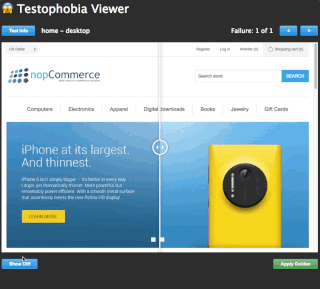 Testophobia Viewer
Test Info
home – desktop
Failure: 1 of 1
US Dollar
Register
Log in
Wishlist (0)
Shopping cart (0)
nopCommerce
Search store
SEARCH
Computers
Electronics
Apparel
Digital downloads
Books
Jewelry
Gift Cards
iPhone at its largest.
And thinnest.
iPhone 6 isn't simply bigger – it's better in every way.
Larger, yet dramatically thinner. More powerful, but
remarkably power efficient. With a smooth metal surface
that seamlessly meets the new Retina HD display.
LEARN MORE
Show Diff
Apply Golden